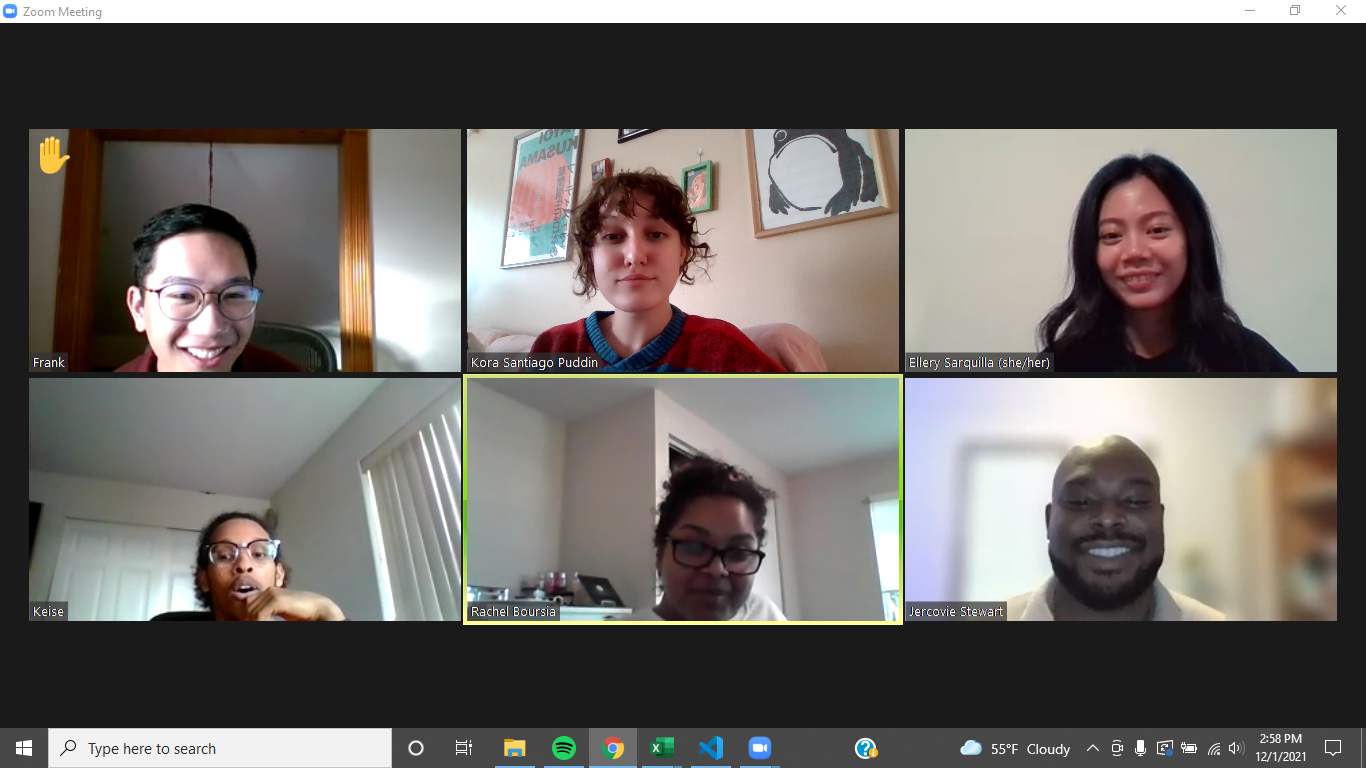 Zoom Meeting
KUSAMA
Frank
Kora Santiago Puddin
Ellery Sarquilla (she/her)
Keise
Rachel Boursia
Jercovie Stewart
Type here to search
55°F Cloudy
2:58 PM
12/1/2021